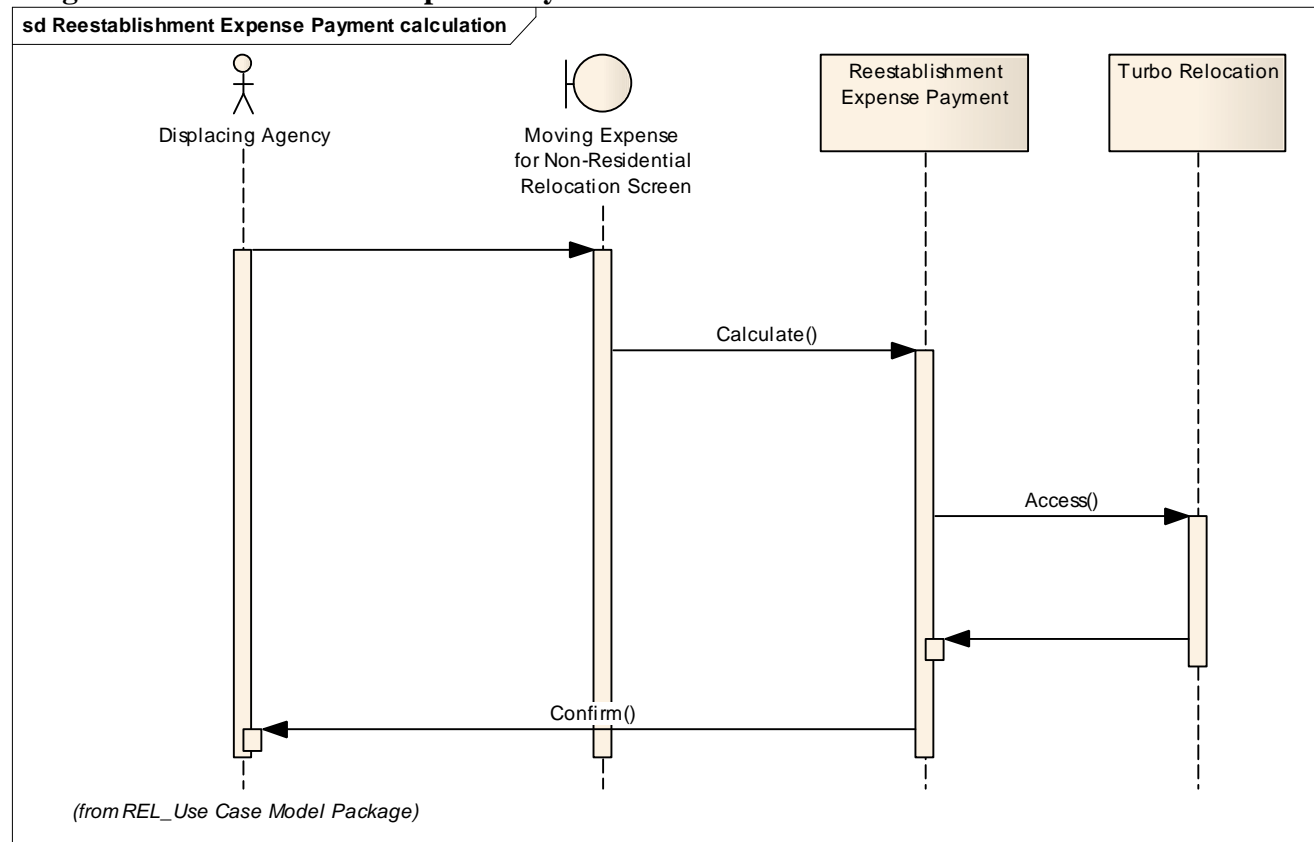 sd Reestablishment Expense Payment calculation
Displacing Agency
Moving Expense
for Non-Residential
Relocation Screen
Reestablishment
Expense Payment
Turbo Relocation
Calculate()
Access()
Confirm()
(from REL_Use Case Model Package)